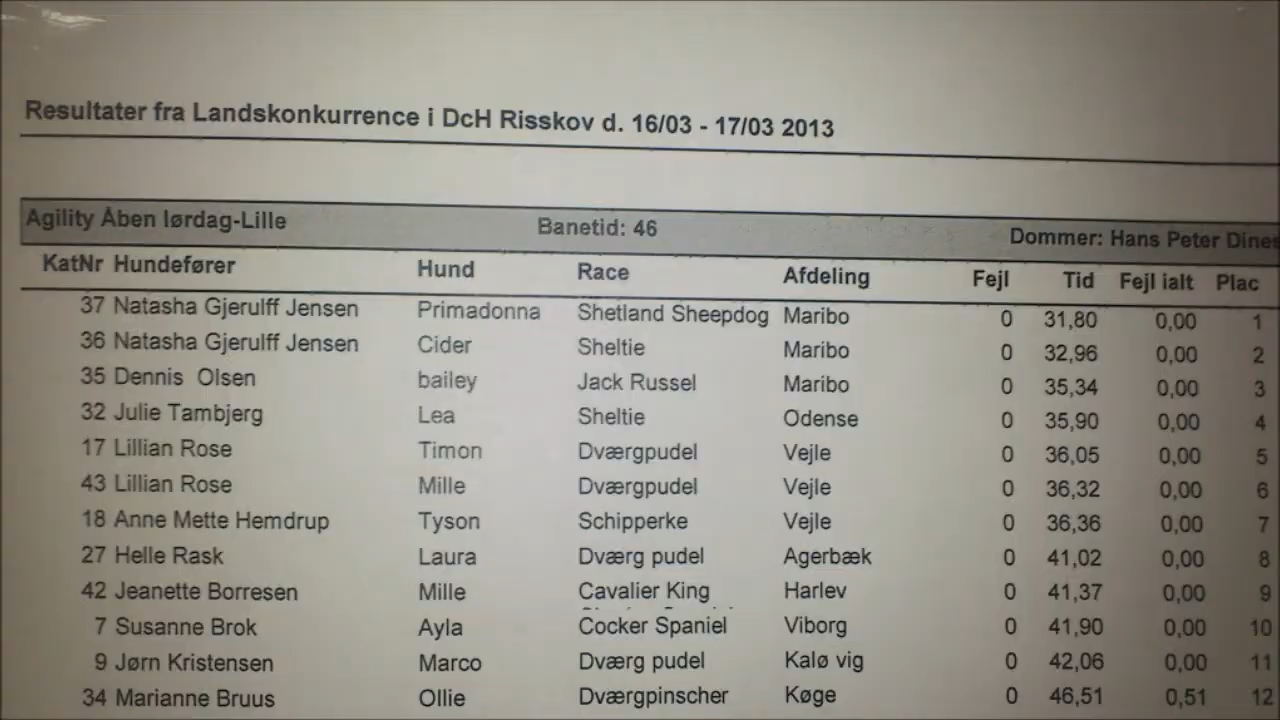 Resultater fra Landskonkurrence i DcH Risskov d. 16/03 - 17/03 2013
Agility Åben lørdag-Lille Banetid: 46 Dommer: Hans Peter
KatNr Hundefører Hund Race Afdeling Fejl Tid Fejl ialt Plac
37 Natasha Gjerulff Jensen Primadonna Shetland Sheepdog Maribo 0 31,80 0,00 1
36 Natasha Gjerulff Jensen Cider Sheltie Maribo 0 32,96 0,00 2
35 Dennis Olsen bailey Jack Russel Maribo 0 35,34 0,00 3
32 Julie Tambjerg Lea Sheltie Odense 0 35,90 0,00 4
17 Lillian Rose Timon Dværgpudel Vejle 0 36,05 0,00 5
43 Lillian Rose Mille Dværgpudel Vejle 0 36,32 0,00 6
18 Anne Mette Hemdrup Tyson Schipperke Vejle 0 36,36 0,00 7
27 Helle Rask Laura Dværg pudel Agerbæk 0 41,02 0,00 8
42 Jeanette Borresen Mille Cavalier King Harlev 0 41,37 0,00 9
7 Susanne Brok Ayla Cocker Spaniel Viborg 0 41,90 0,00 10
9 Jørn Kristensen Marco Dværg pudel Kalø vig 0 42,06 0,00 11
34 Marianne Bruus Ollie Dværgpinscher Køge 0 46,51 0,51 12